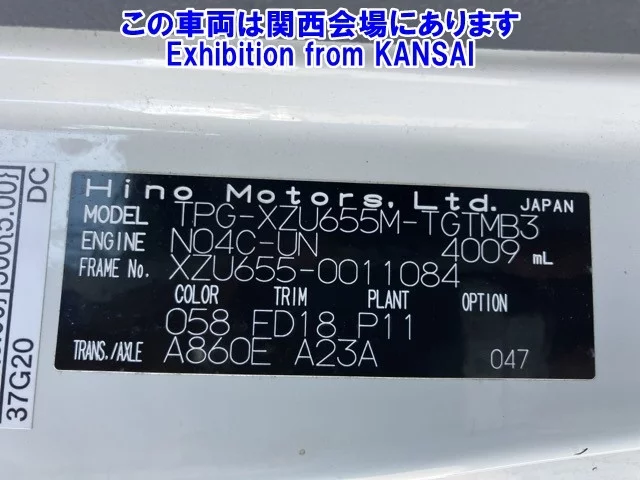 この車両は関西会場にあります
Exhibition from KANSAI
Hino Motors, Ltd. JAPAN
MODEL TPG-XZU655M-TGTMB3
ENGINE N04C-UN 4009 mL
FRAME No. XZU655-0011084
COLOR TRIM PLANT OPTION
058 FD18 P11
TRANS./AXLE A860E A23A 047
DC
37G20